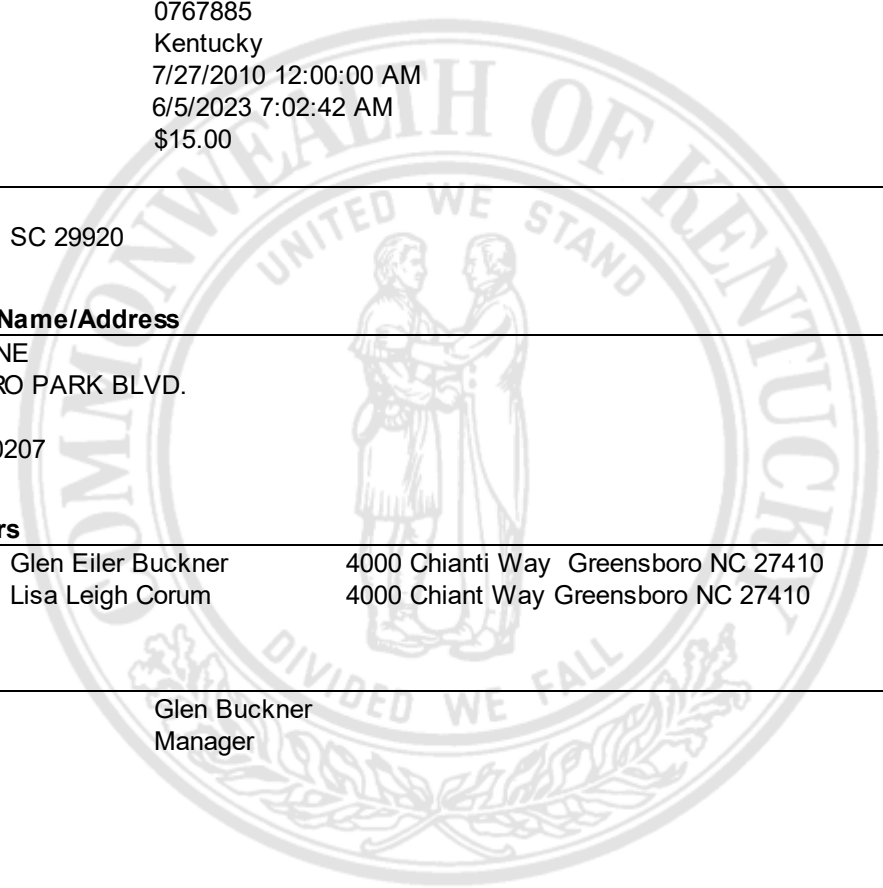 0767885
Kentucky
7/27/2010 12:00:00 AM
6/5/2023 7:02:42 AM
$15.00
COMMONWEALTH OF KENTUCKY
UNITED WE STAND
SC 29920
Name/Address
NE
RO PARK BLVD.
0207
rs
Glen Eiler Buckner 4000 Chianti Way Greensboro NC 27410
Lisa Leigh Corum 4000 Chiant Way Greensboro NC 27410
DIVIDED WE FALL
Glen Buckner
Manager